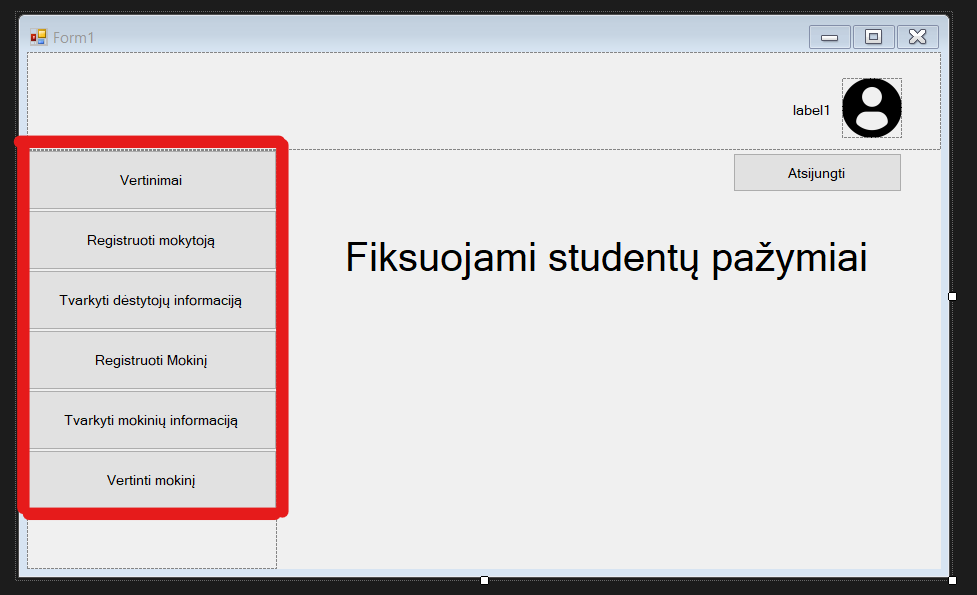 Form1
label1
Atsijungti
Vertinimai
Registruoti mokytoją
Tvarkyti dėstytojų informaciją
Registruoti Mokinį
Tvarkyti mokinių informaciją
Vertinti mokinį
Fiksuojami studentų pažymiai